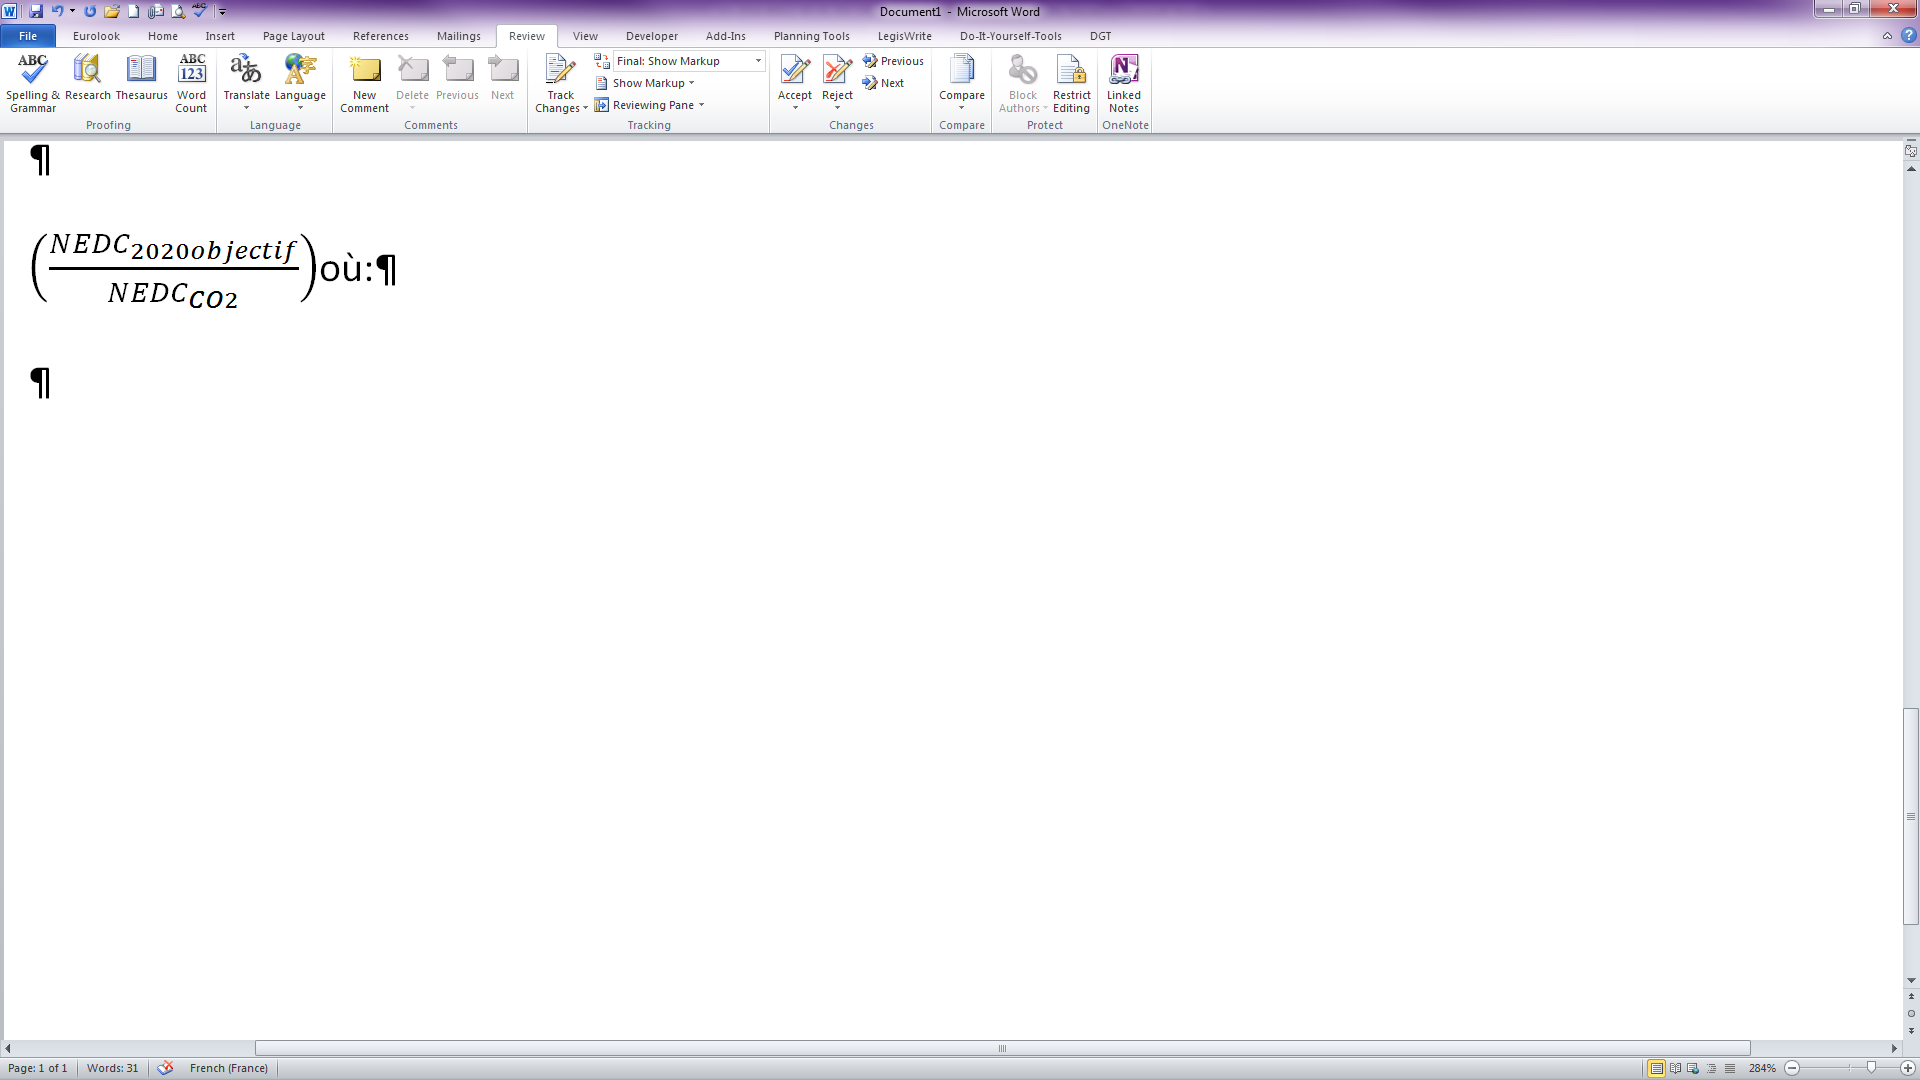 Document1 - Microsoft Word
File Eurolook Home Insert Page Layout References Mailings Review View Developer Add-Ins Planning Tools LegisWrite Do-It-Yourself-Tools DGT
ABC Spelling & Grammar Research Thesaurus ABC 123 Word Count Translate Language New Comment Delete Previous Next Track Changes Final: Show Markup Show Markup Reviewing Pane Accept Reject Previous Next Compare Block Authors Restrict Editing Linked Notes
Proofing Language Comments Tracking Changes Compare Protect OneNote
¶
(NEDC2020objectif
NEDCCO2)où:¶
¶
Page: 1 of 1 Words: 31 French (France) 284%